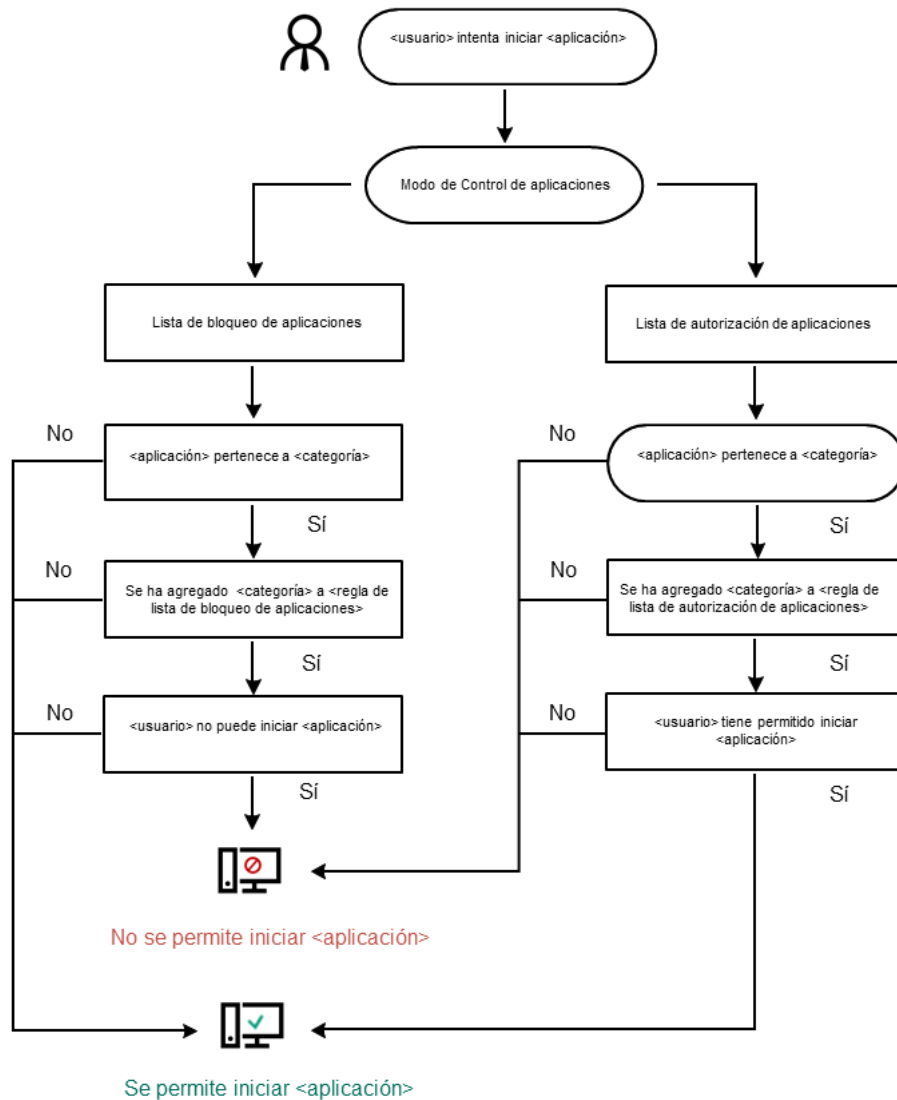 <usuario> intenta iniciar <aplicación>
Modo de Control de aplicaciones
Lista de bloqueo de aplicaciones
Lista de autorización de aplicaciones
No
<aplicación> pertenece a <categoría>
No
<aplicación> pertenece a <categoría>
Sí
Sí
No
Se ha agregado <categoría> a <regla de
lista de bloqueo de aplicaciones>
No
Se ha agregado <categoría> a <regla de
lista de autorización de aplicaciones>
Sí
Sí
No
<usuario> no puede iniciar <aplicación>
No
<usuario> tiene permitido iniciar
<aplicación>
Sí
Sí
No se permite iniciar <aplicación>
Se permite iniciar <aplicación>